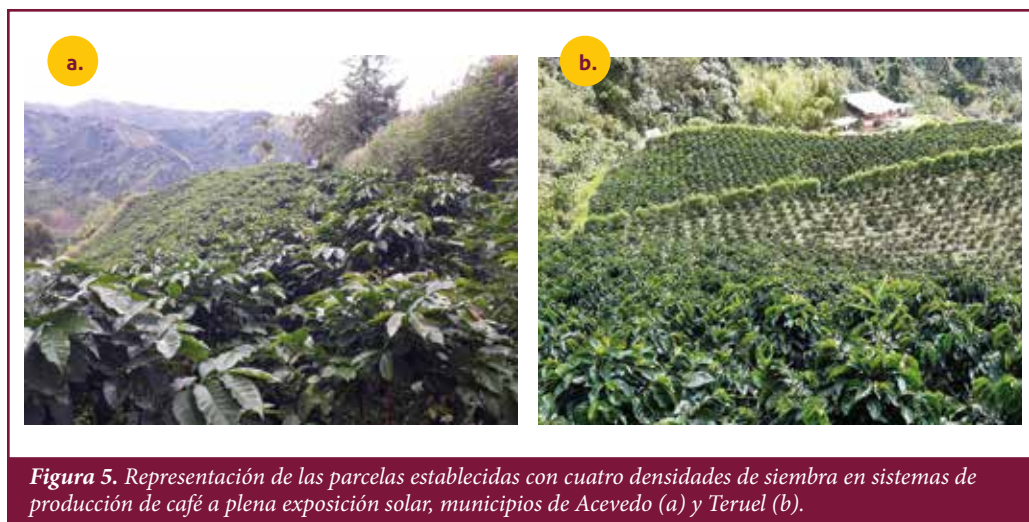 a.
b.
Figura 5. Representación de las parcelas establecidas con cuatro densidades de siembra en sistemas de
producción de café a plena exposición solar, municipios de Acevedo (a) y Teruel (b).